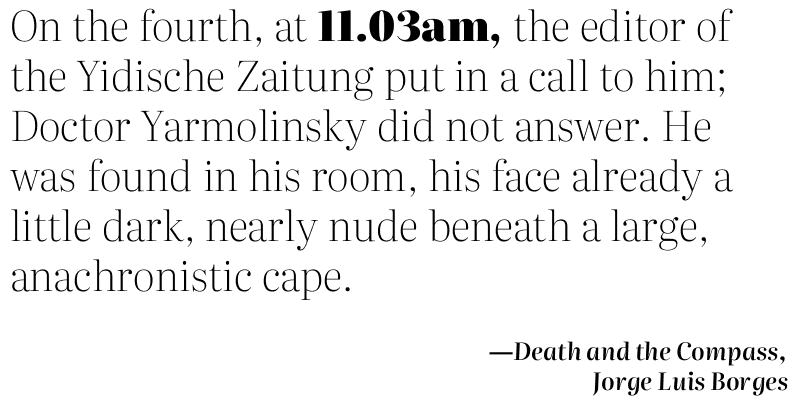 On the fourth, at 11.03am, the editor of
the Yidische Zaitung put in a call to him;
Doctor Yarmolinsky did not answer. He
was found in his room, his face already a
little dark, nearly nude beneath a large,
anachronistic cape.
—Death and the Compass,
Jorge Luis Borges